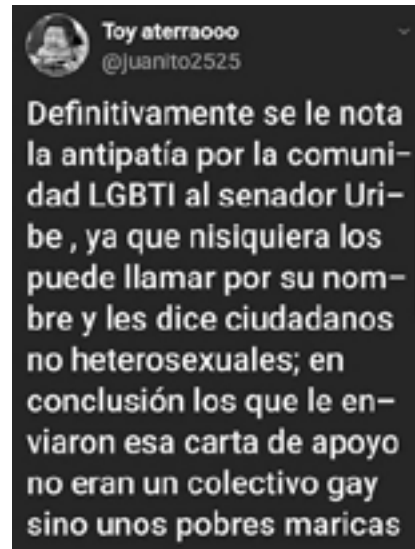 Toy aterraooo
@juanito2525
Definitivamente se le nota
la antipatía por la comuni-
dad LGBTI al senador Uri-
be , ya que nisiquiera los
puede llamar por su nom-
bre y les dice ciudadanos
no heterosexuales; en
conclusión los que le en-
viaron esa carta de apoyo
no eran un colectivo gay
sino unos pobres maricas